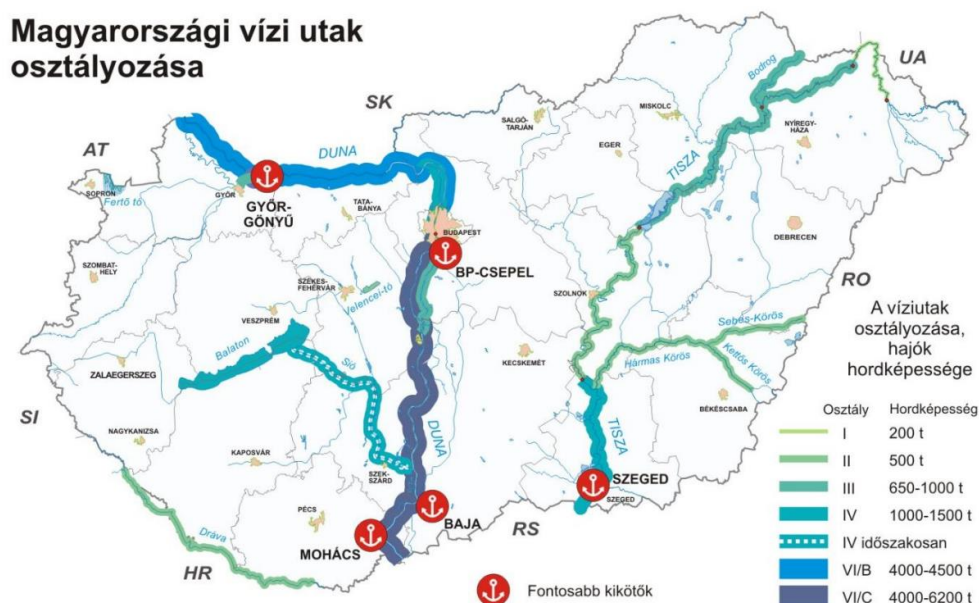 Magyarországi vízi utak
osztályozása
SK
UA
AT
RO
SI
HR
RS
DUNA
Bodrog
TISZA
MISKOLC
SALGÓ-
TARJÁN
EGER
NYÍREGY-
HÁZA
SOPRON
Fertő tó
GYŐR
GYŐR-
GÖNYŰ
TATA-
BÁNYA
BUDAPEST
BP-CSEPEL
DEBRECEN
SZOMBAT-
HELY
SZÉKES-
FEHÉRVÁR
Velencei-tó
VESZPRÉM
SZOLNOK
Balaton
Sió
ZALAEGERSZEG
KECSKEMÉT
Sebes-Körös
Hármas Körös
Kettős Körös
BÉKÉSCSABA
NAGYKANIZSA
KAPOSVÁR
SZEK-
SZÁRD
DUNA
TISZA
SZEGED
SZEGED
PÉCS
BAJA
MOHÁCS
Dráva
Fontosabb kikötők
A víziutak
osztályozása,
hajók
hordképessége
Osztály Hordképesség
I 200 t
II 500 t
III 650-1000 t
IV 1000-1500 t
IV időszakosan
VI/B 4000-4500 t
VI/C 4000-6200 t